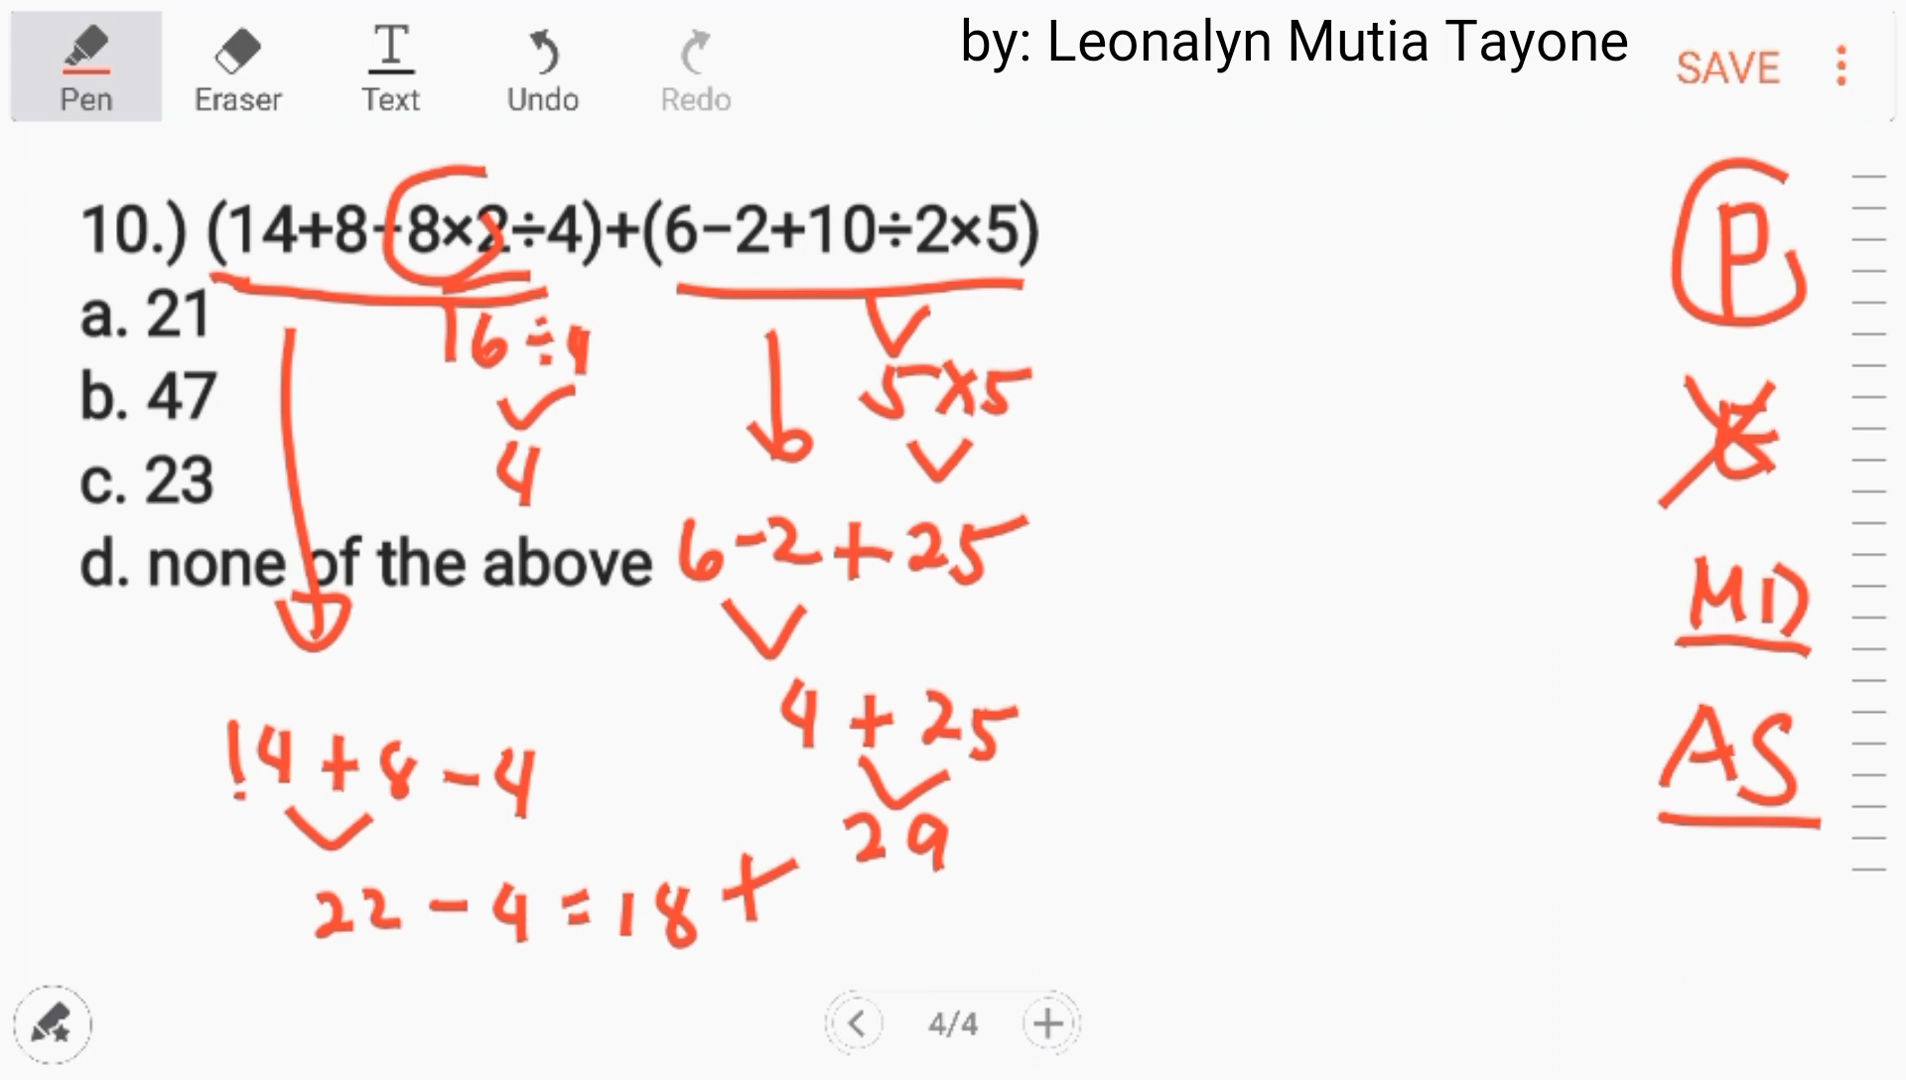 by: Leonalyn Mutia Tayone
Pen Eraser Text Undo Redo SAVE
10.) (14+8-8×2÷4)+(6−2+10÷2×5)
a. 21
b. 47
c. 23
d. none of the above
16÷4
4
14+8-4
22-4=18+
6
5×5
6-2+25
4+25
29
P
E
MD
AS
4/4